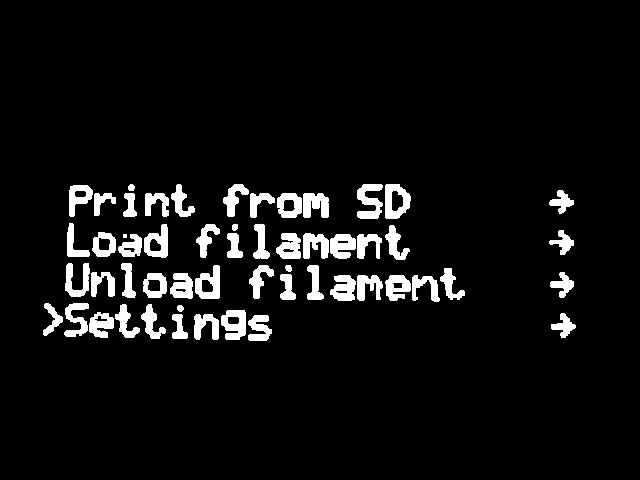 Print from SD →
Load filament →
Unload filament →
>Settings →